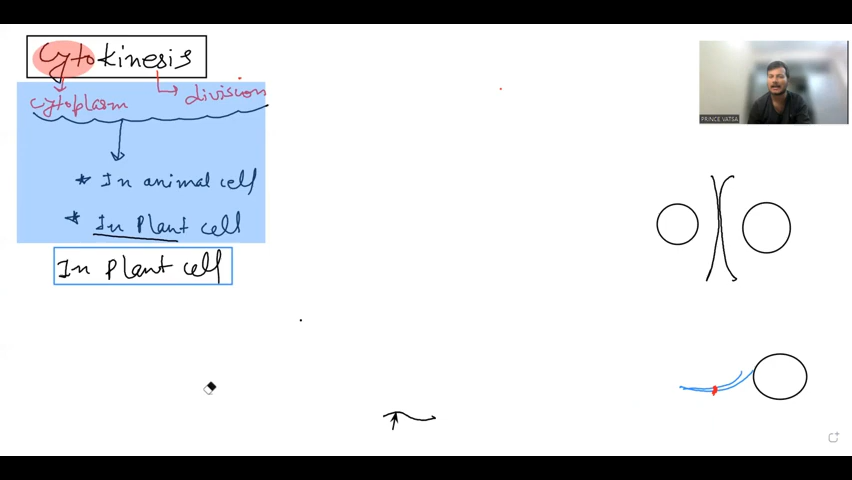 Cytokinesis
cytoplasm division
* In animal cell
* In Plant cell
In Plant cell
PRINCE VATSA